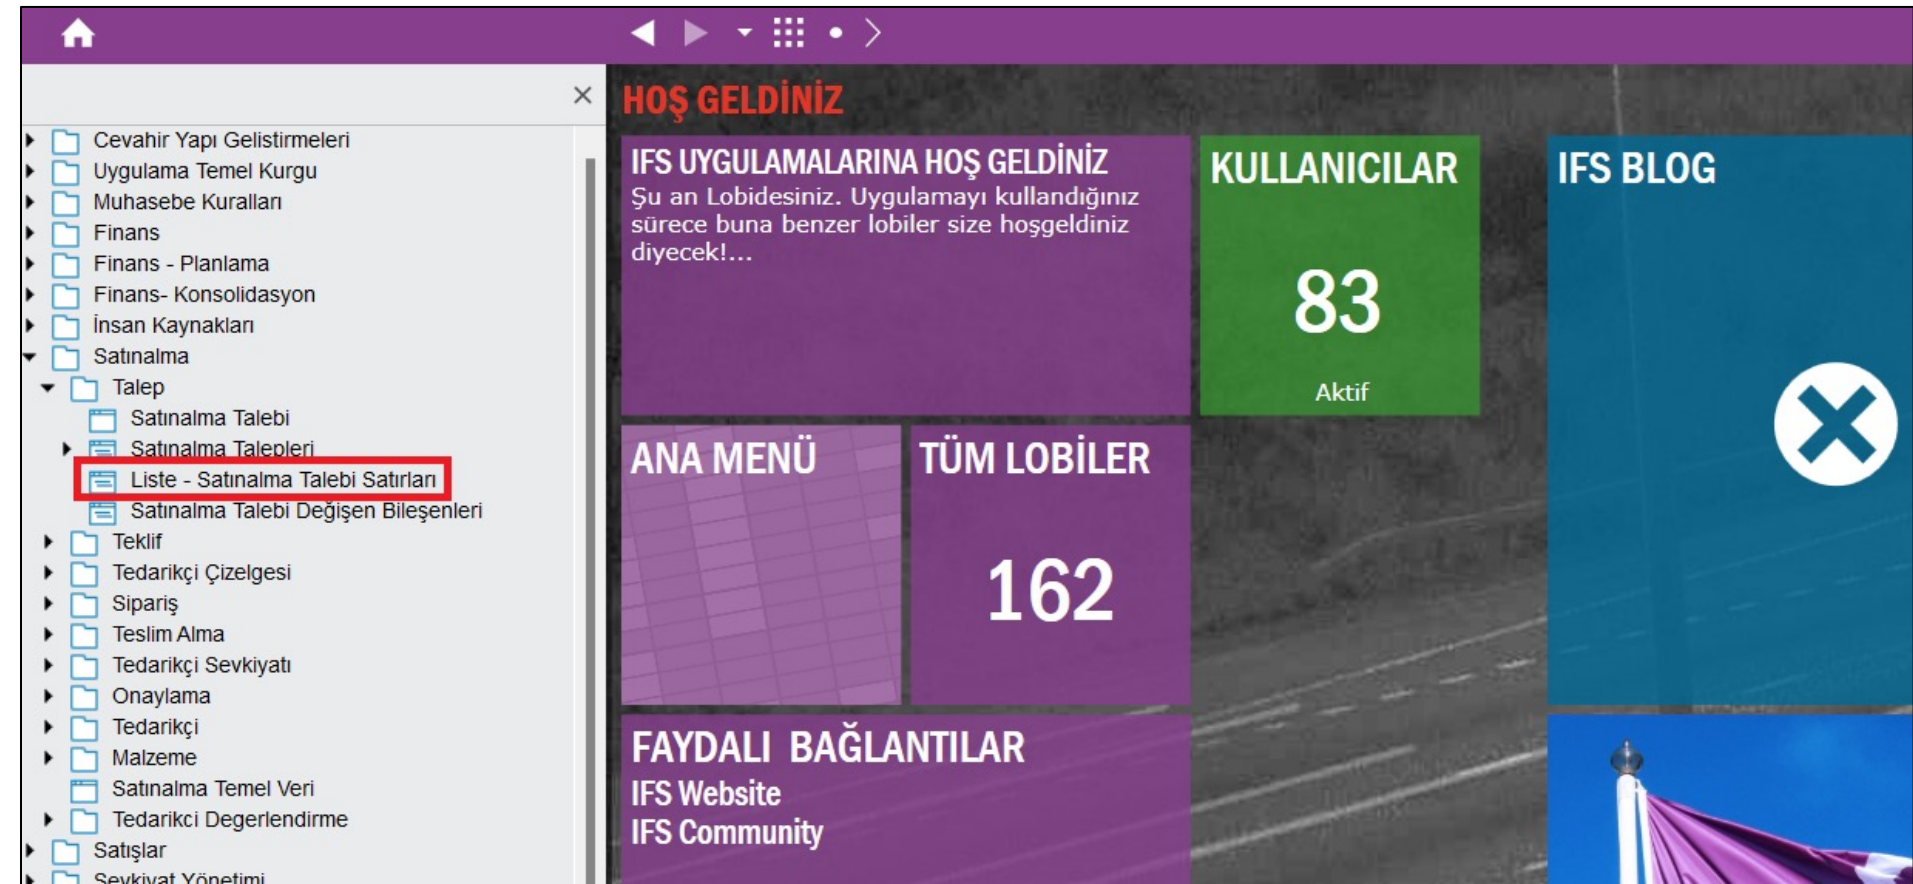 Cevahir Yapı Gelistirmeleri
Uygulama Temel Kurgu
Muhasebe Kuralları
Finans
Finans - Planlama
Finans- Konsolidasyon
İnsan Kaynakları
Satınalma
Talep
Satınalma Talebi
Satınalma Talepleri
Liste - Satınalma Talebi Satırları
Satınalma Talebi Değişen Bileşenleri
Teklif
Tedarikçi Çizelgesi
Sipariş
Teslim Alma
Tedarikçi Sevkiyatı
Onaylama
Tedarikçi
Malzeme
Satınalma Temel Veri
Tedarikci Degerlendirme
Satışlar
Sevkiyat Yönetimi
HOŞ GELDİNİZ
IFS UYGULAMALARINA HOŞ GELDİNİZ
Şu an Lobidesiniz. Uygulamayı kullandığınız
sürece buna benzer lobiler size hoşgeldiniz
diyecek!...
KULLANICILAR
83
Aktif
IFS BLOG
ANA MENÜ
TÜM LOBİLER
162
FAYDALI BAĞLANTILAR
IFS Website
IFS Community